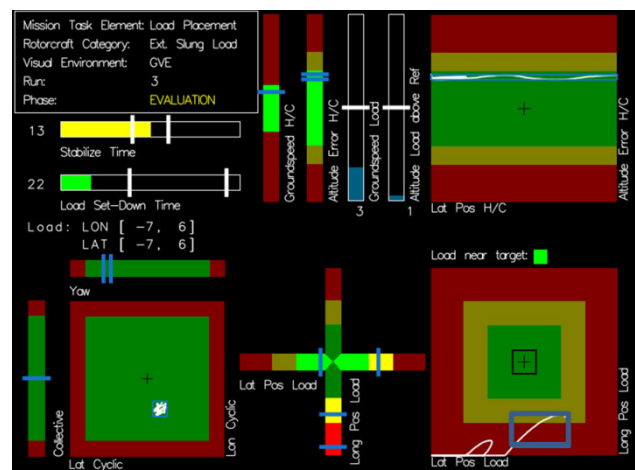 Mission Task Element: Load Placement
Rotorcraft Category: Ext. Slung Load
Visual Environment: GVE
Run: 3
Phase: EVALUATION
13
Stabilize Time
22
Load Set-Down Time
Load: LON [ -7, 6]
LAT [ -7, 6]
Groundspeed H/C
Altitude Error H/C
Groundspeed Load
3
Altitude Load above Ref
1
Altitude Error H/C
Lat Pos H/C
Yaw
Collective
Lon Cyclic
Lat Cyclic
Lat Pos Load
Long Pos Load
Load near target:
Long Pos Load
Lat Pos Load